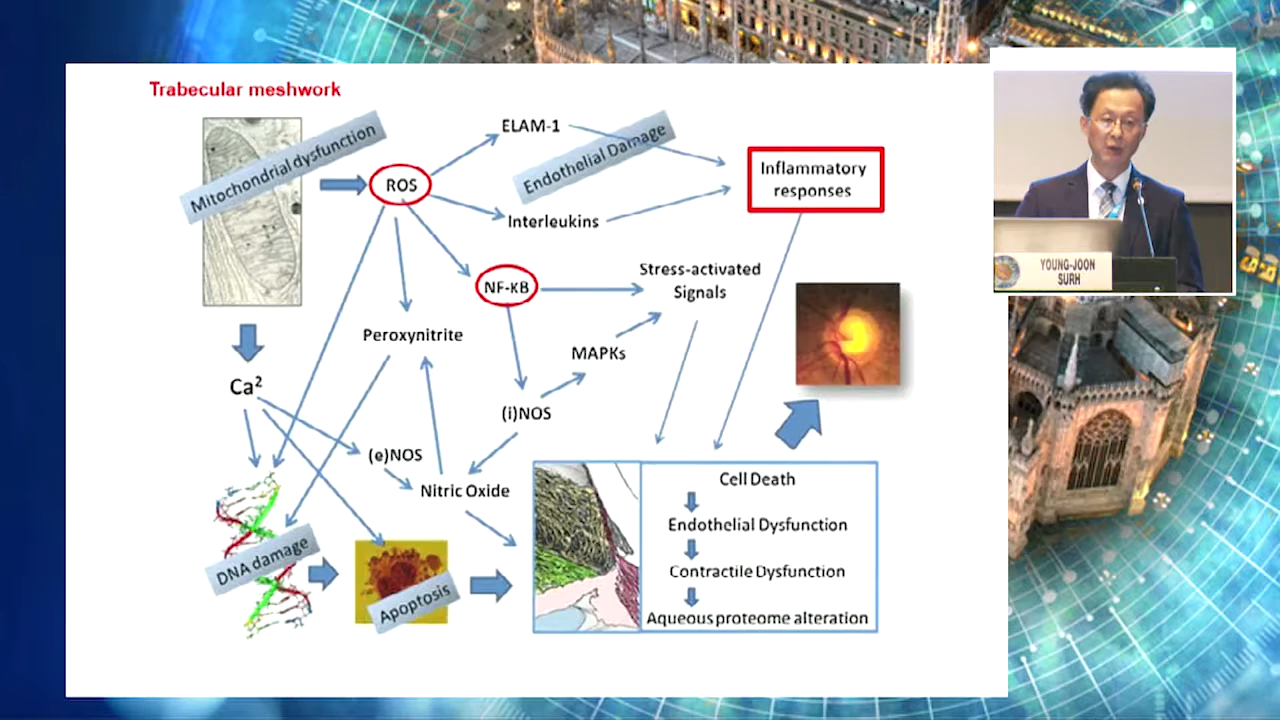 Trabecular meshwork
Mitochondrial dysfunction
ROS
ELAM-1
Endothelial Damage
Interleukins
Inflammatory
responses
NF-KB
Stress-activated
Signals
Peroxynitrite
MAPKs
Ca2
(i)NOS
(e)NOS
Nitric Oxide
DNA damage
Apoptosis
Cell Death
Endothelial Dysfunction
Contractile Dysfunction
Aqueous proteome alteration
YOUNG-JOON
SURH